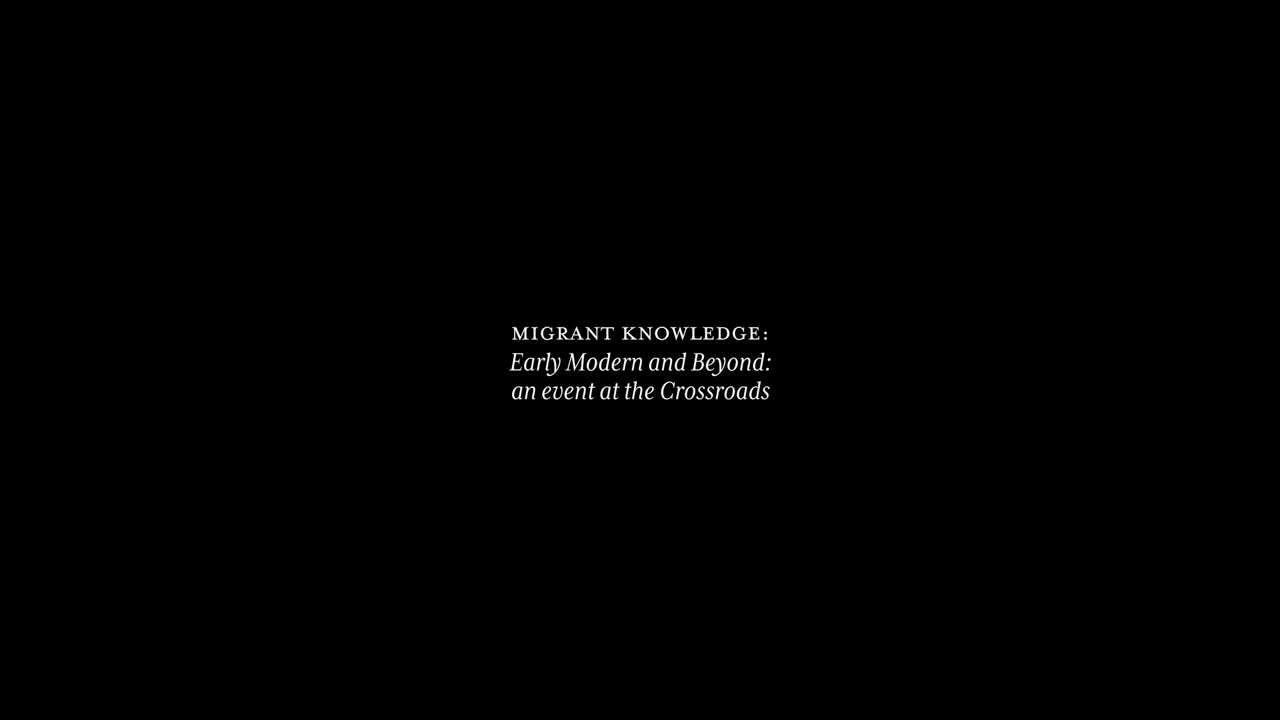 MIGRANT KNOWLEDGE:
Early Modern and Beyond:
an event at the Crossroads